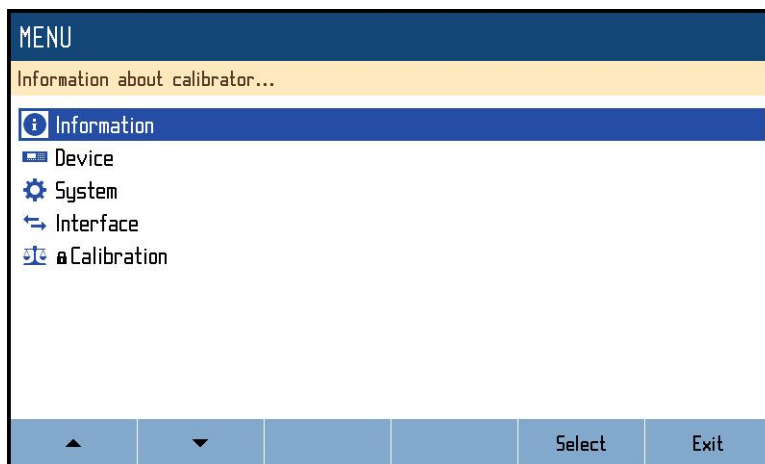 MENU
Information about calibrator...
Information
Device
System
Interface
Calibration
Select Exit